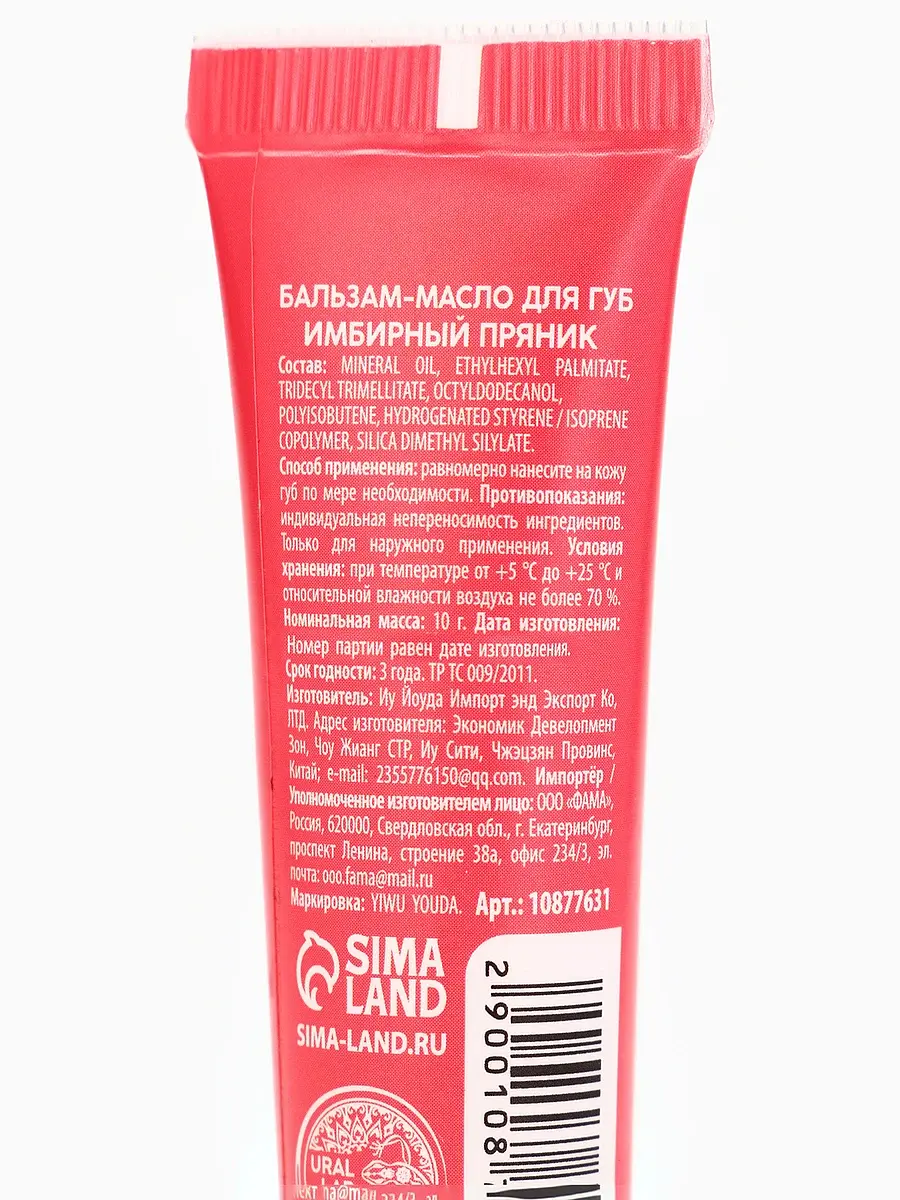 БАЛЬЗАМ-МАСЛО ДЛЯ ГУБ
ИМБИРНЫЙ ПРЯНИК
Состав: MINERAL OIL, ETHYLHEXYL PALMITATE,
TRIDECYL TRIMELLITATE, OCTYLDODECANOL,
POLYISOBUTENE, HYDROGENATED STYRENE / ISOPRENE
COPOLYMER, SILICA DIMETHYL SILYLATE.
Способ применения: равномерно нанесите на кожу
губ по мере необходимости. Противопоказания:
индивидуальная непереносимость ингредиентов.
Только для наружного применения. Условия
хранения: при температуре от +5 °C до +25 °C и
относительной влажности воздуха не более 70 %.
Номинальная масса: 10 г. Дата изготовления:
Номер партии равен дате изготовления.
Срок годности: 3 года. ТР ТС 009/2011.
Изготовитель: Иу Йоуда Импорт энд Экспорт Ко,
ЛТД. Адрес изготовителя: Экономик Девелопмент
Зон, Чоу Жианг СТР, Иу Сити, Чжэцзян Провинс,
Китай; e-mail: 2355776150@qq.com. Импортёр /
Уполномоченное изготовителем лицо: ООО «ФАМА»,
Россия, 620000, Свердловская обл., г. Екатеринбург,
проспект Ленина, строение 38а, офис 234/3, эл.
почта: ooo.fama@mail.ru
Маркировка: YIWU YOUDA. Арт.: 10877631
SIMA
LAND
SIMA-LAND.RU
2 900108
URAL